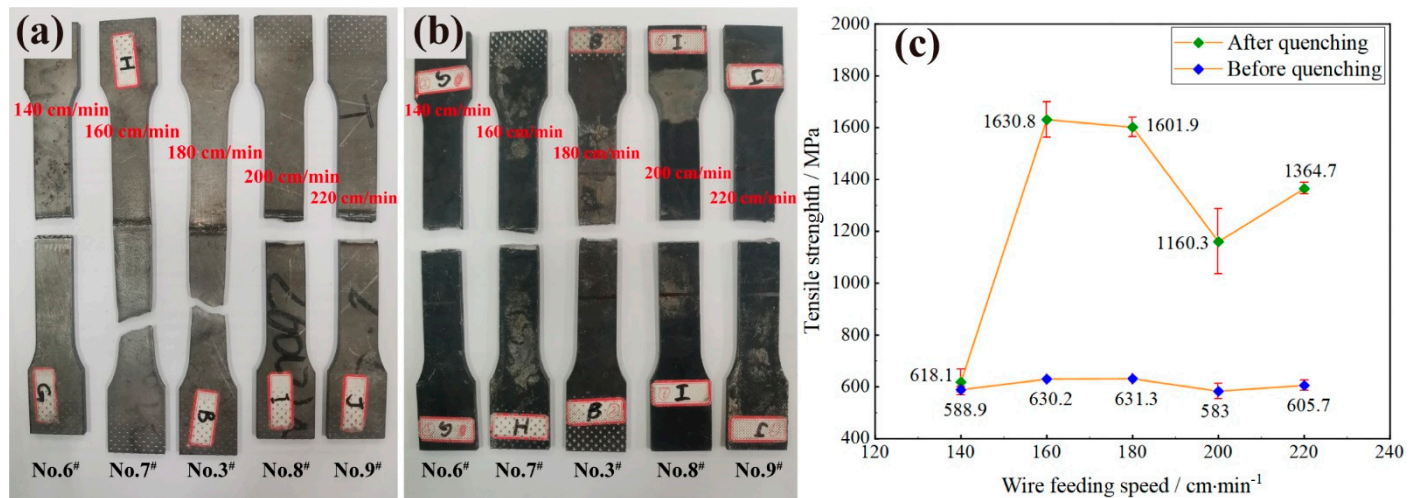 (a)
H
T
140 cm/min
160 cm/min
180 cm/min
200 cm/min
220 cm/min
G
B
I
J
No.6#
No.7#
No.3#
No.8#
No.9#
(b)
G
B
I
J
140 cm/min
160 cm/min
180 cm/min
200 cm/min
220 cm/min
G
H
B
I
J
No.6#
No.7#
No.3#
No.8#
No.9#
(c)
2000
1800
1600
1400
1200
1000
800
600
400
Tensile strenghth / MPa
After quenching
Before quenching
1630.8
1601.9
1364.7
1160.3
618.1
588.9
630.2
631.3
583
605.7
120
140
160
180
200
220
240
Wire feeding speed / cm·min⁻¹